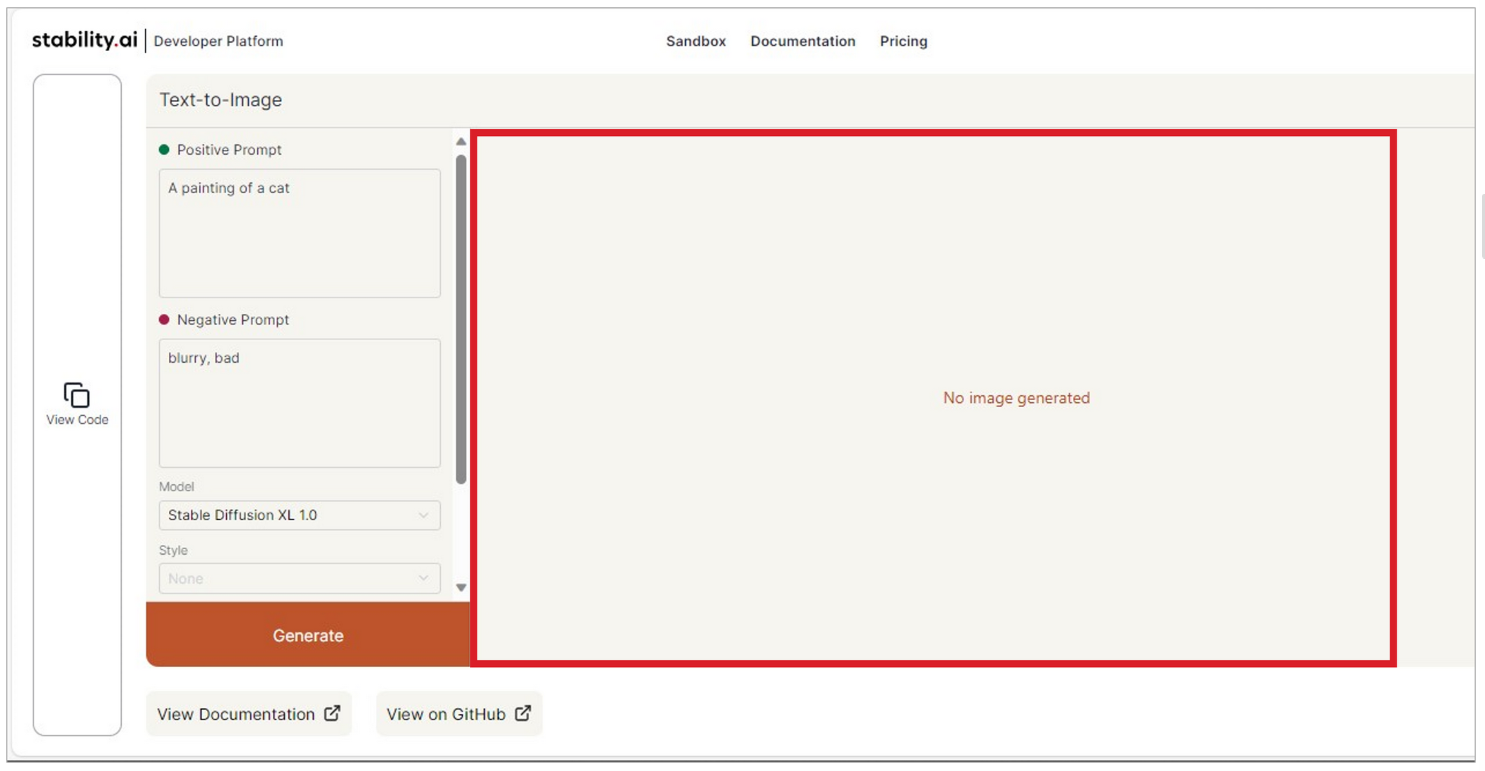 stability.ai Developer Platform
Sandbox Documentation Pricing
View Code
Text-to-Image
Positive Prompt
A painting of a cat
Negative Prompt
blurry, bad
Model
Stable Diffusion XL 1.0
Style
None
Generate
No image generated
View Documentation
View on GitHub